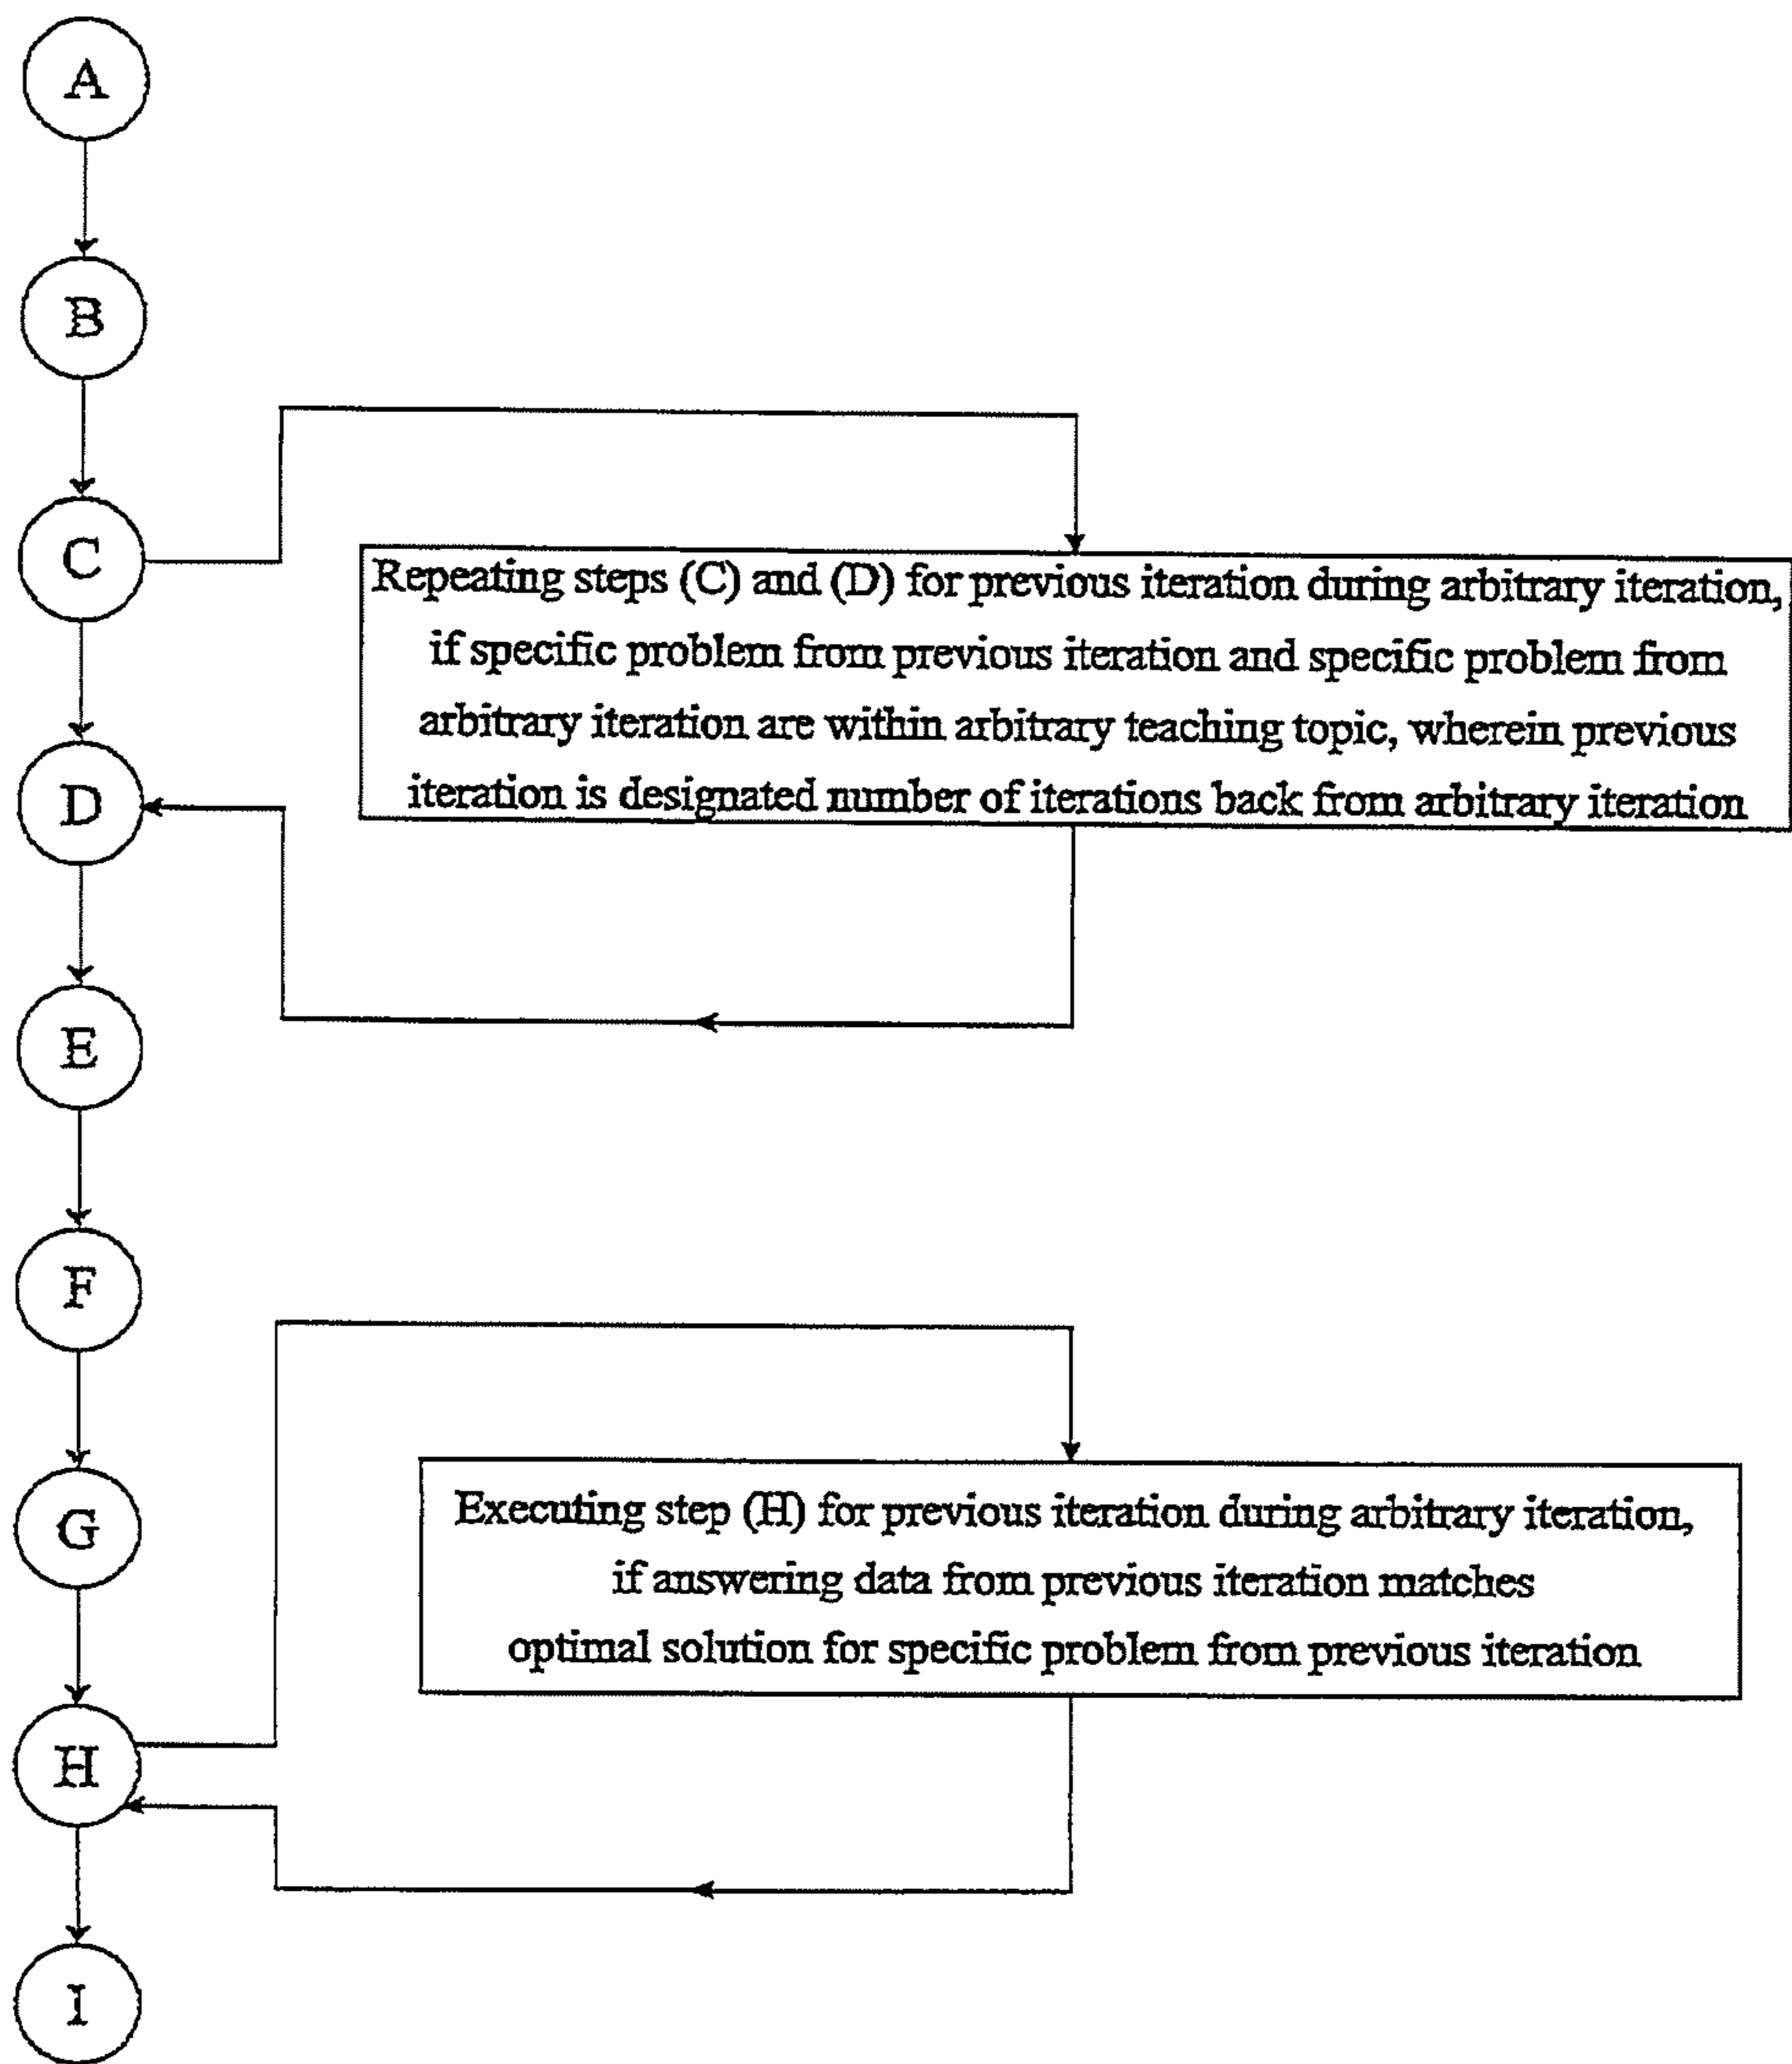 A
B
C
Repeating steps (C) and (D) for previous iteration during arbitrary iteration,
if specific problem from previous iteration and specific problem from
arbitrary iteration are within arbitrary teaching topic, wherein previous
iteration is designated number of iterations back from arbitrary iteration
D
E
F
G
Executing step (H) for previous iteration during arbitrary iteration,
if answering data from previous iteration matches
optimal solution for specific problem from previous iteration
H
I